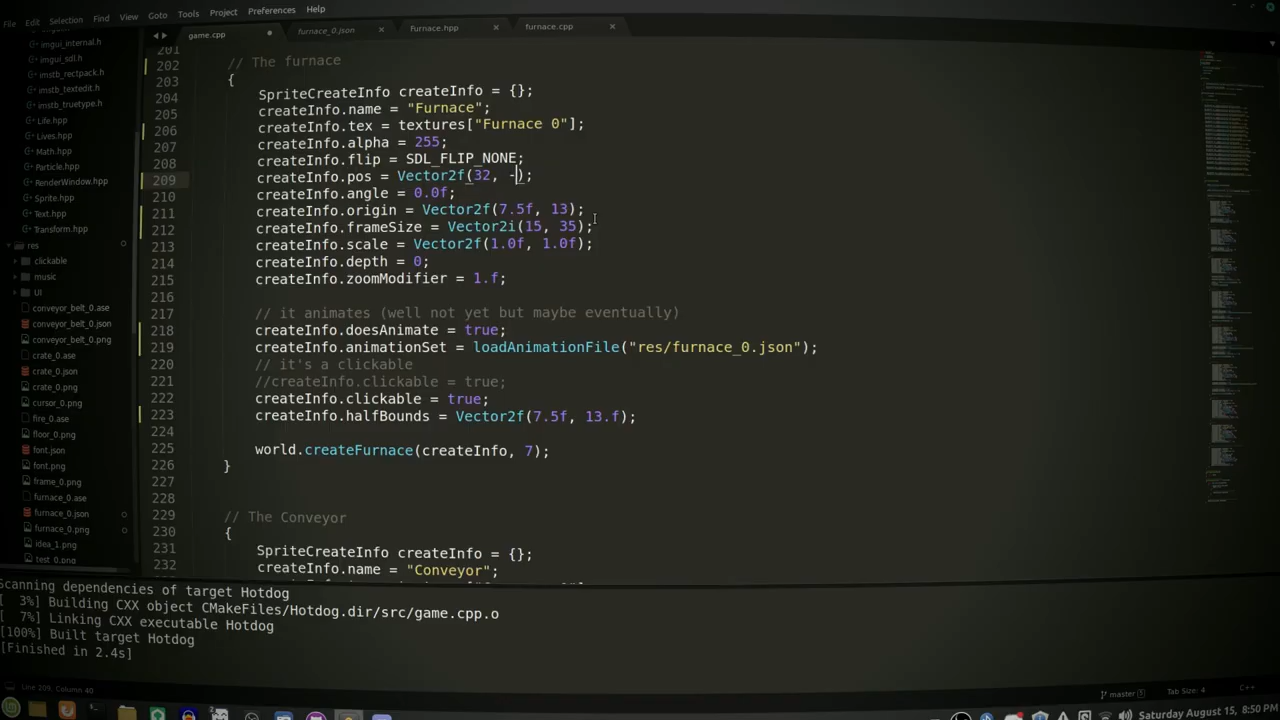 File Edit Selection Find View Goto Tools Project Preferences Help
game.cpp furnace_0.json Furnace.hpp furnace.cpp
imgui_internal.h
imgui_sdl.h
imstb_rectpack.h
imstb_textedit.h
imstb_truetype.h
Life.hpp
Lives.hpp
Math.hpp
Particle.hpp
RenderWindow.hpp
Sprite.hpp
Text.hpp
Transform.hpp
res
clickable
music
UI
conveyor_belt_0.ase
conveyor_belt_0.json
conveyor_belt_0.png
crate_0.ase
crate_0.json
crate_0.png
cursor_0.png
fire_0.ase
floor_0.png
font.json
font.png
frame_0.png
furnace_0.ase
furnace_0.json
furnace_0.png
idea_1.png
test_0.png
201
202 // The furnace
203 {
204 SpriteCreateInfo createInfo = {};
205 createInfo.name = "Furnace";
206 createInfo.tex = textures["Furnace 0"];
207 createInfo.alpha = 255;
208 createInfo.flip = SDL_FLIP_NONE;
209 createInfo.pos = Vector2f(32, -);
210 createInfo.angle = 0.0f;
211 createInfo.origin = Vector2f(7.5f, 13);
212 createInfo.frameSize = Vector2i(15, 35);
213 createInfo.scale = Vector2f(1.0f, 1.0f);
214 createInfo.depth = 0;
215 createInfo.zoomModifier = 1.f;
216
217 // it animates (well not yet but maybe eventually)
218 createInfo.doesAnimate = true;
219 createInfo.animationSet = loadAnimationFile("res/furnace_0.json");
220 // it's a clickable
221 //createInfo.clickable = true;
222 createInfo.clickable = true;
223 createInfo.halfBounds = Vector2f(7.5f, 13.f);
224
225 world.createFurnace(createInfo, 7);
226 }
227
228
229 // The Conveyor
230 {
231 SpriteCreateInfo createInfo = {};
232 createInfo.name = "Conveyor";
Scanning dependencies of target Hotdog
[ 3%] Building CXX object CMakeFiles/Hotdog.dir/src/game.cpp.o
[ 7%] Linking CXX executable Hotdog
[100%] Built target Hotdog
[Finished in 2.4s]
Line 209, Column 40 master Tab Size: 4 C++
Saturday August 15, 8:50 PM